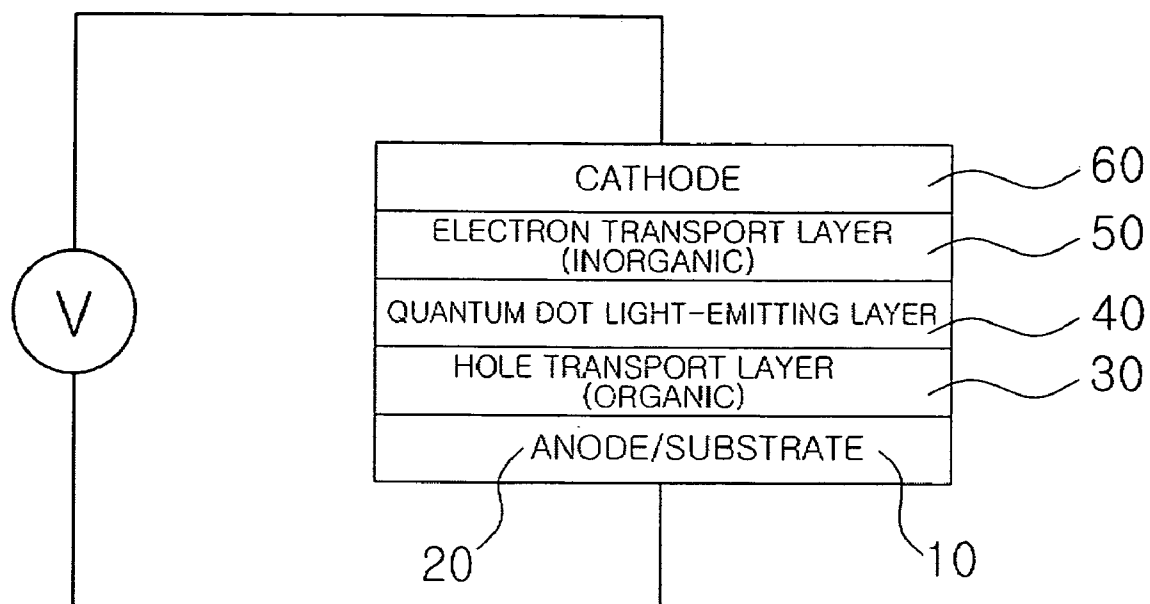 CATHODE
60
ELECTRON TRANSPORT LAYER
(INORGANIC)
50
V
QUANTUM DOT LIGHT-EMITTING LAYER
40
HOLE TRANSPORT LAYER
(ORGANIC)
30
ANODE/SUBSTRATE
20
10